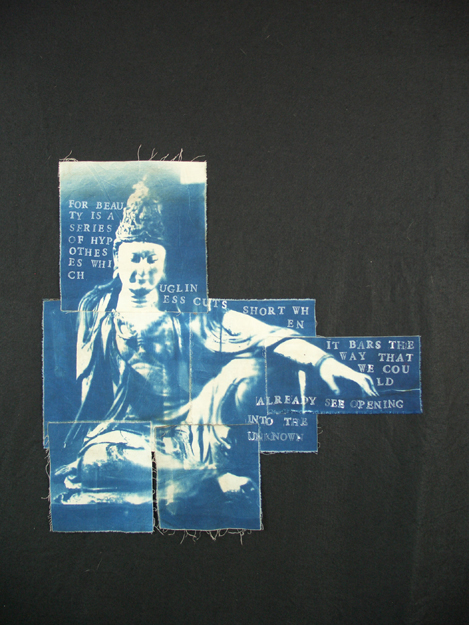 FOR BEAU
TY IS A
SERIES
OF HYP
OTHES
ES WHI
CH
UGLIN
ESS CUTS SHORT WH
EN
IT BARS THE
WAY THAT
WE COU
LD
ALREADY SEE OPENING
INTO THE
UNKNOWN